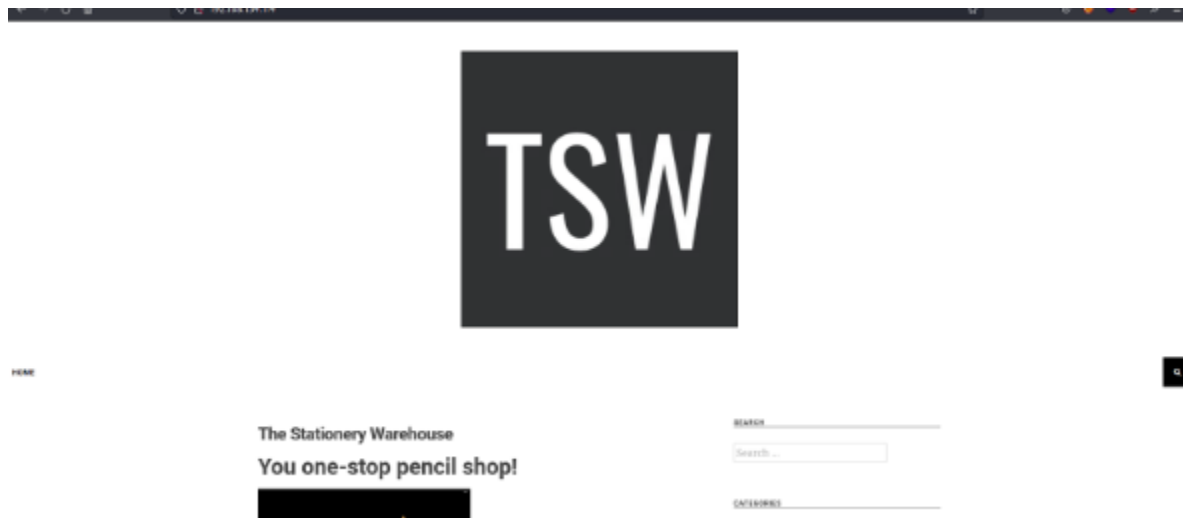 TSW
HOME
SEARCH
The Stationery Warehouse
Search ...
You one-stop pencil shop!
CATEGORIES